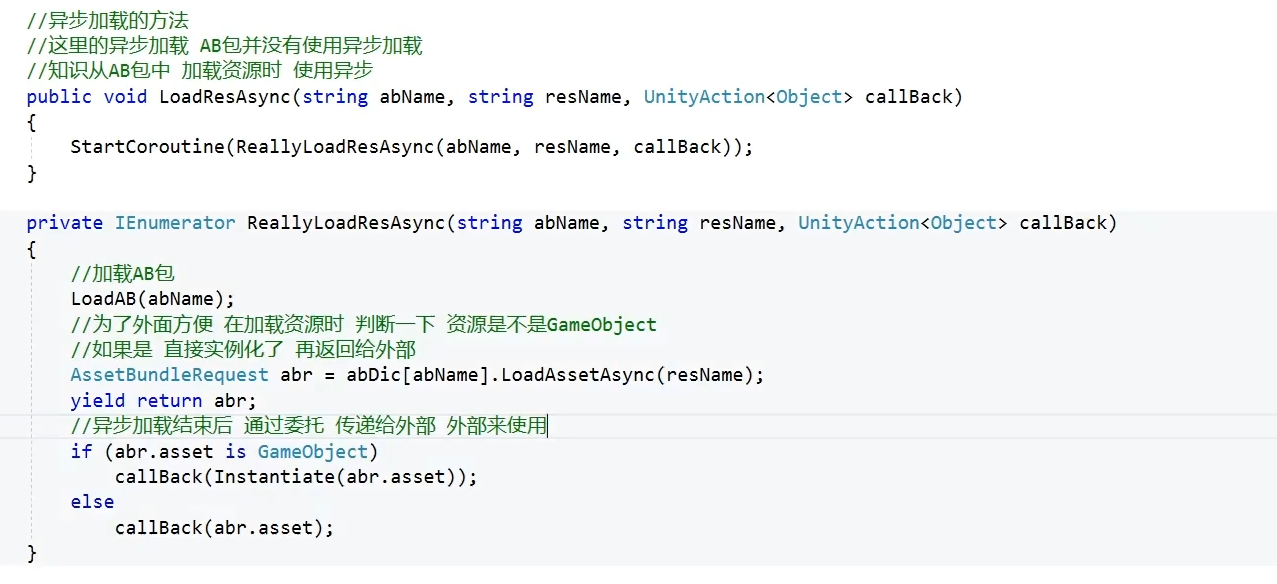 //异步加载的方法
//这里的异步加载 AB包并没有使用异步加载
//知识从AB包中 加载资源时 使用异步
public void LoadResAsync(string abName, string resName, UnityAction<Object> callBack)
{
StartCoroutine(ReallyLoadResAsync(abName, resName, callBack));
}
private IEnumerator ReallyLoadResAsync(string abName, string resName, UnityAction<Object> callBack)
{
//加载AB包
LoadAB(abName);
//为了外面方便 在加载资源时 判断一下 资源是不是GameObject
//如果是 直接实例化了 再返回给外部
AssetBundleRequest abr = abDic[abName].LoadAssetAsync(resName);
yield return abr;
//异步加载结束后 通过委托 传递给外部 外部来使用
if (abr.asset is GameObject)
callBack(Instantiate(abr.asset));
else
callBack(abr.asset);
}